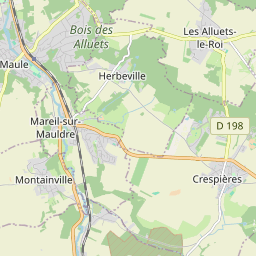 Bois des
Alluets
Les Alluets-
le-Roi
Maule
Herbeville
Mareil-sur-
Mauldre
D 198
Montainville
Crespières